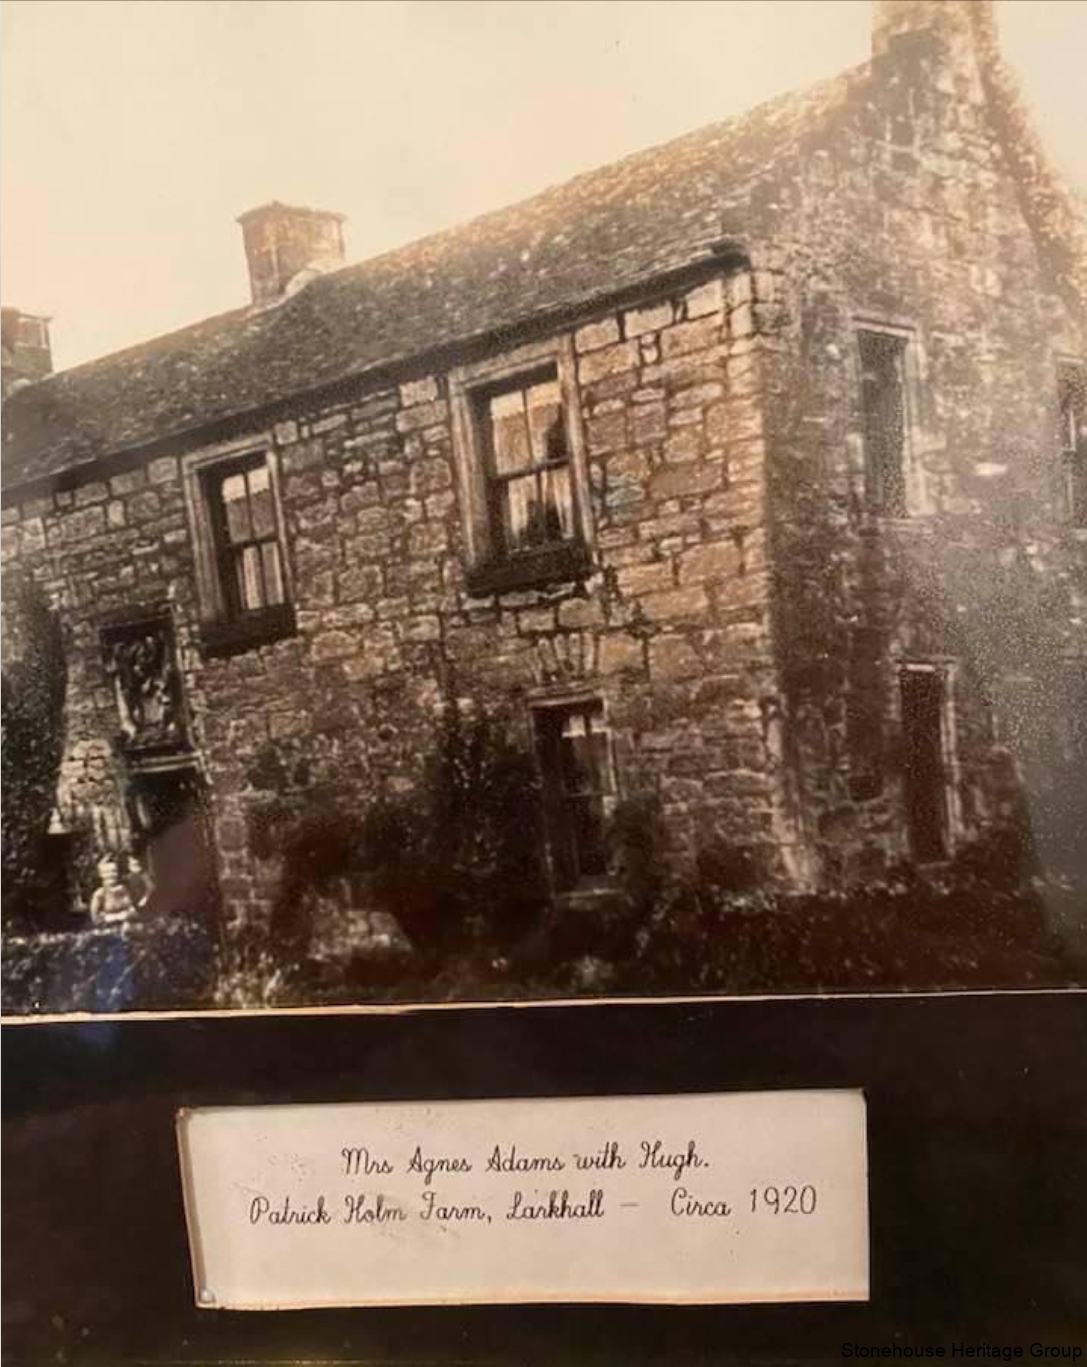 Mrs Agnes Adams with Hugh.
Patrick Holm Farm, Larkhall - Circa 1920
Stonehouse Heritage Group